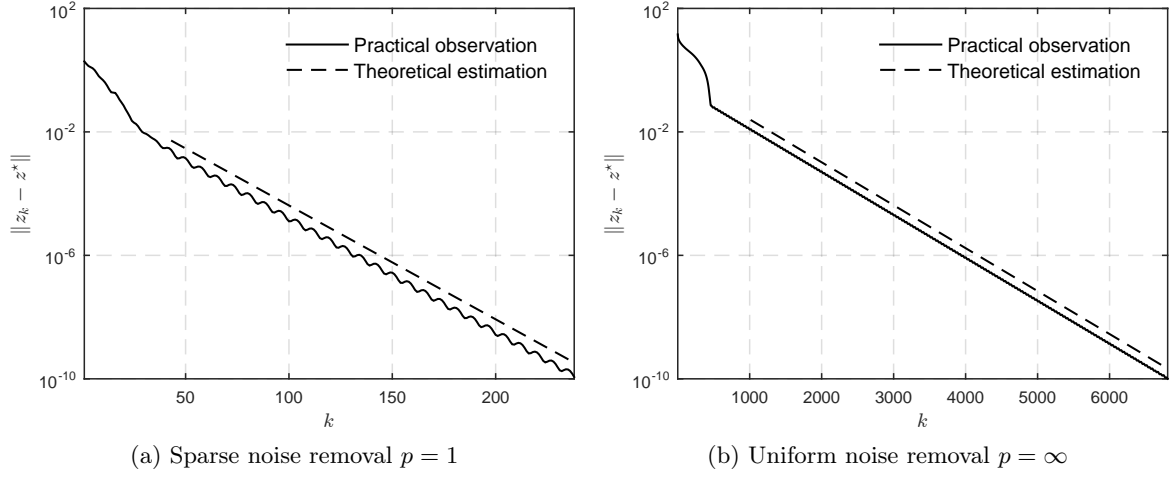 10^2
10^-2
10^-6
10^-10
‖z_k − z*‖
Practical observation
Theoretical estimation
50 100 150 200
k
(a) Sparse noise removal p = 1
10^2
10^-2
10^-6
10^-10
‖z_k − z*‖
Practical observation
Theoretical estimation
1000 2000 3000 4000 5000 6000
k
(b) Uniform noise removal p = ∞